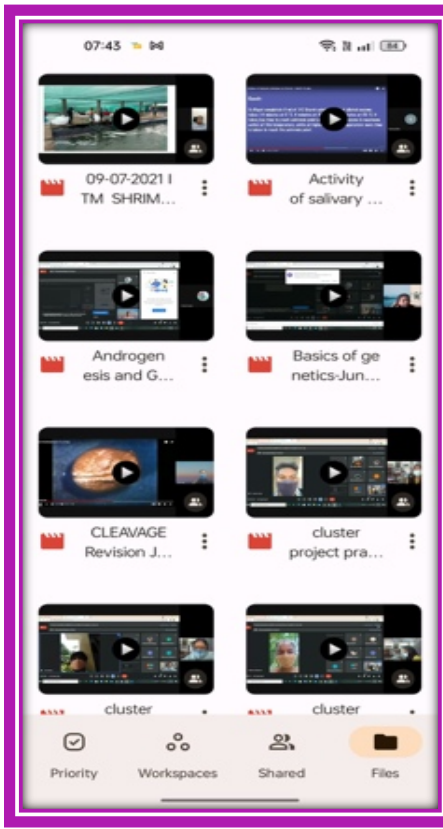 07:43
84
09-07-2021 I
TM SHRIM...
Activity
of salivary ...
Androgen
esis and G...
Basics of ge
netics-Jun...
CLEAVAGE
Revision J...
cluster
project pra...
cluster
cluster
Priority
Workspaces
Shared
Files